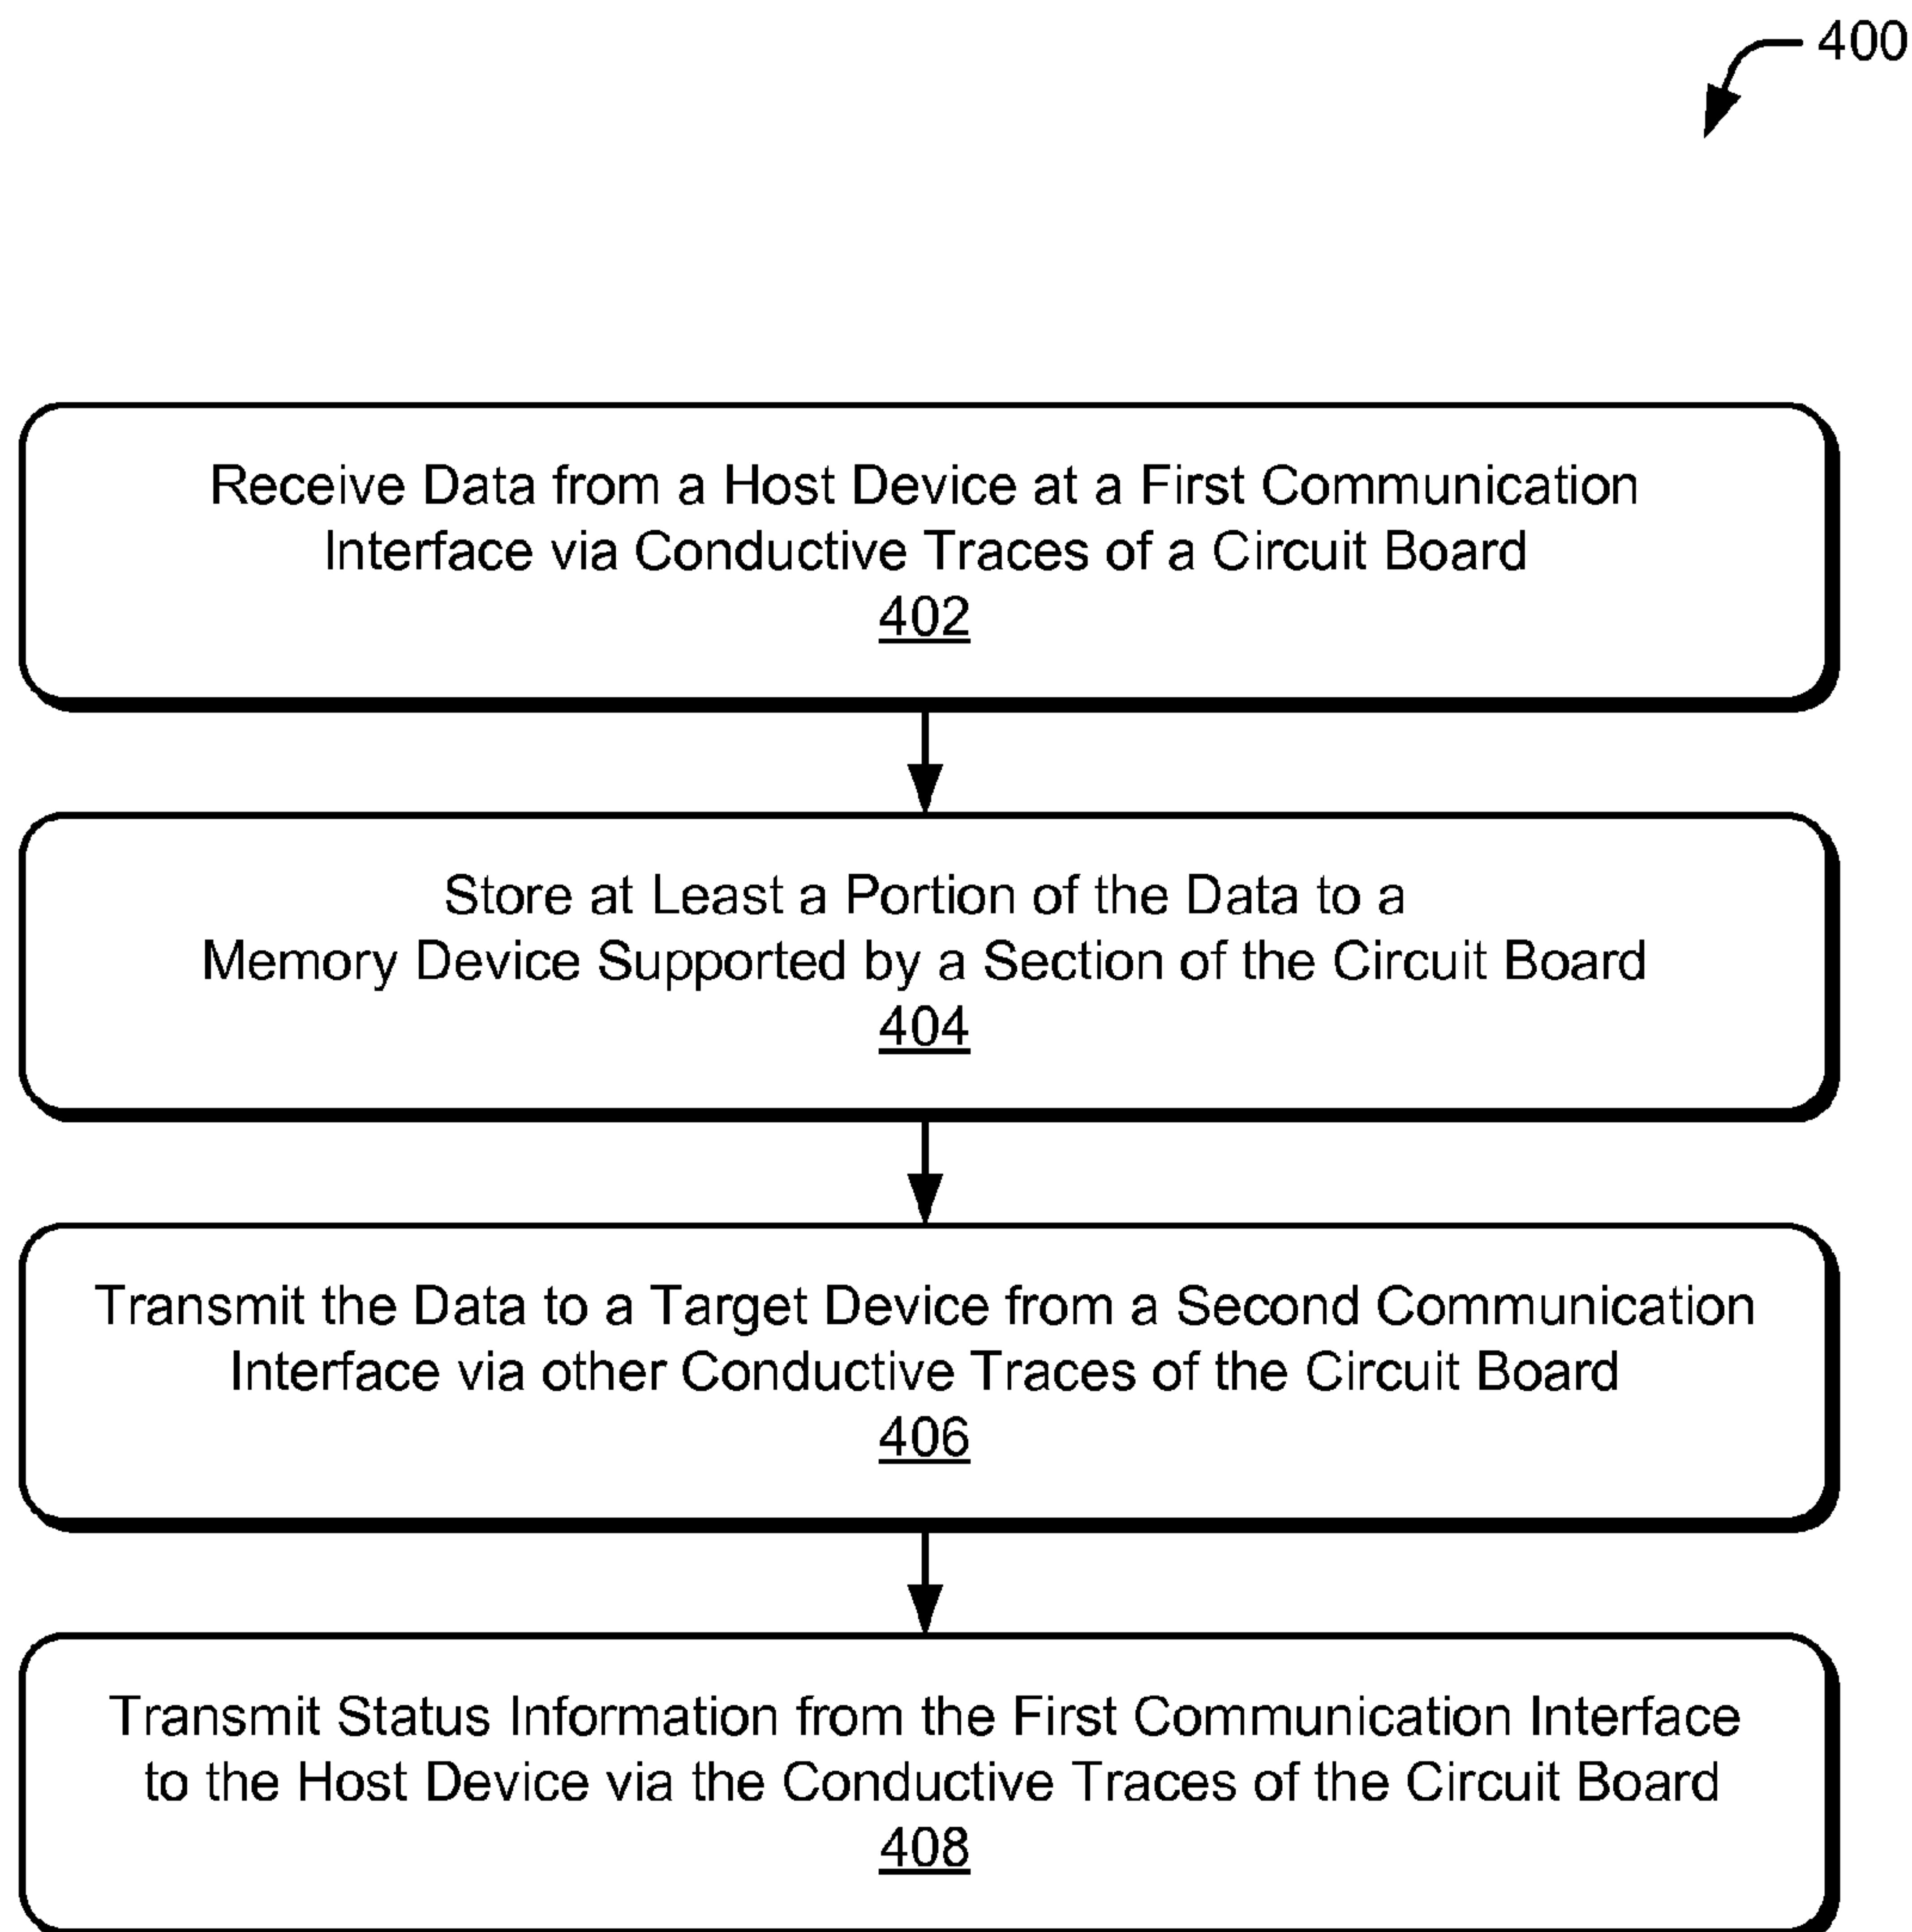 400
Receive Data from a Host Device at a First Communication
Interface via Conductive Traces of a Circuit Board
402
Store at Least a Portion of the Data to a
Memory Device Supported by a Section of the Circuit Board
404
Transmit the Data to a Target Device from a Second Communication
Interface via other Conductive Traces of the Circuit Board
406
Transmit Status Information from the First Communication Interface
to the Host Device via the Conductive Traces of the Circuit Board
408